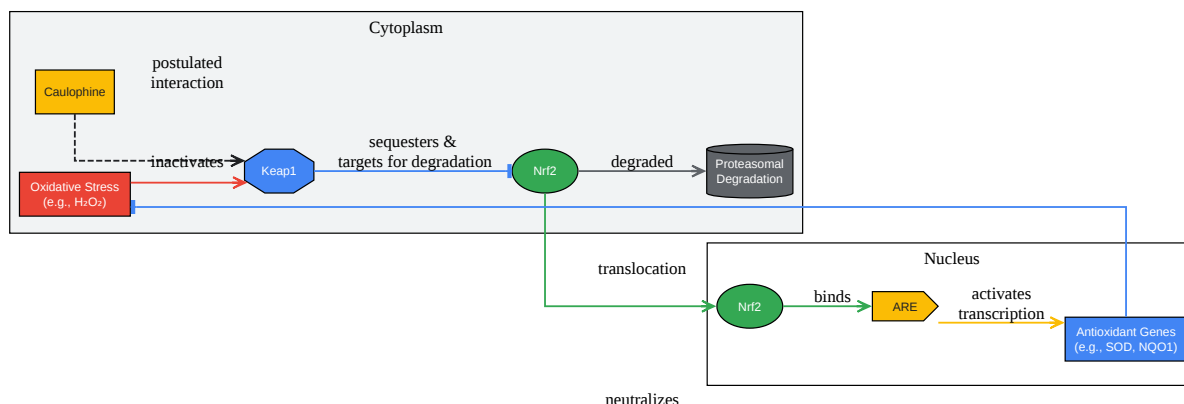 Cytoplasm
postulated
interaction
Caulophine
inactivates
Oxidative Stress
(e.g., H₂O₂)
Keap1
sequesters &
targets for degradation
Nrf2
degraded
Proteasomal
Degradation
translocation
Nucleus
Nrf2
binds
ARE
activates
transcription
Antioxidant Genes
(e.g., SOD, NQO1)
neutralizes